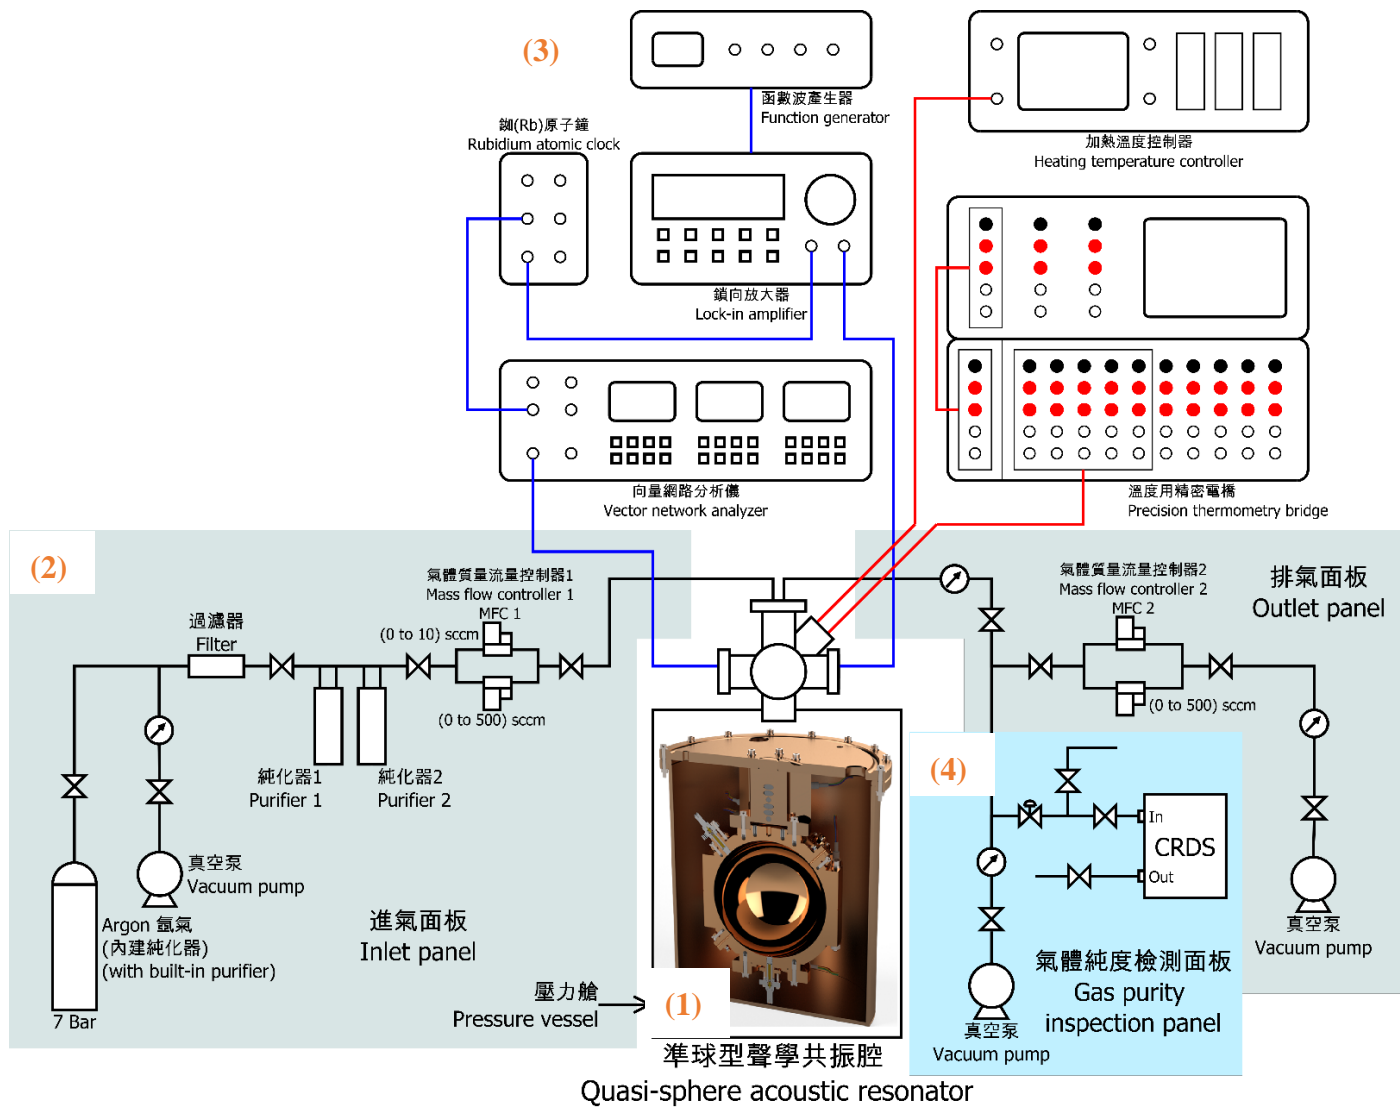 (3)
函數波產生器
Function generator
銣(Rb)原子鐘
Rubidium atomic clock
加熱溫度控制器
Heating temperature controller
鎖向放大器
Lock-in amplifier
向量網路分析儀
Vector network analyzer
溫度用精密電橋
Precision thermometry bridge
(2)
過濾器
Filter
氣體質量流量控制器1
Mass flow controller 1
MFC 1
(0 to 10) sccm
(0 to 500) sccm
純化器1
Purifier 1
純化器2
Purifier 2
真空泵
Vacuum pump
Argon 氬氣
(內建純化器)
(with built-in purifier)
7 Bar
進氣面板
Inlet panel
壓力艙
Pressure vessel
(1)
準球型聲學共振腔
Quasi-sphere acoustic resonator
氣體質量流量控制器2
Mass flow controller 2
MFC 2
(0 to 500) sccm
排氣面板
Outlet panel
真空泵
Vacuum pump
(4)
In
CRDS
Out
氣體純度檢測面板
Gas purity
inspection panel
真空泵
Vacuum pump